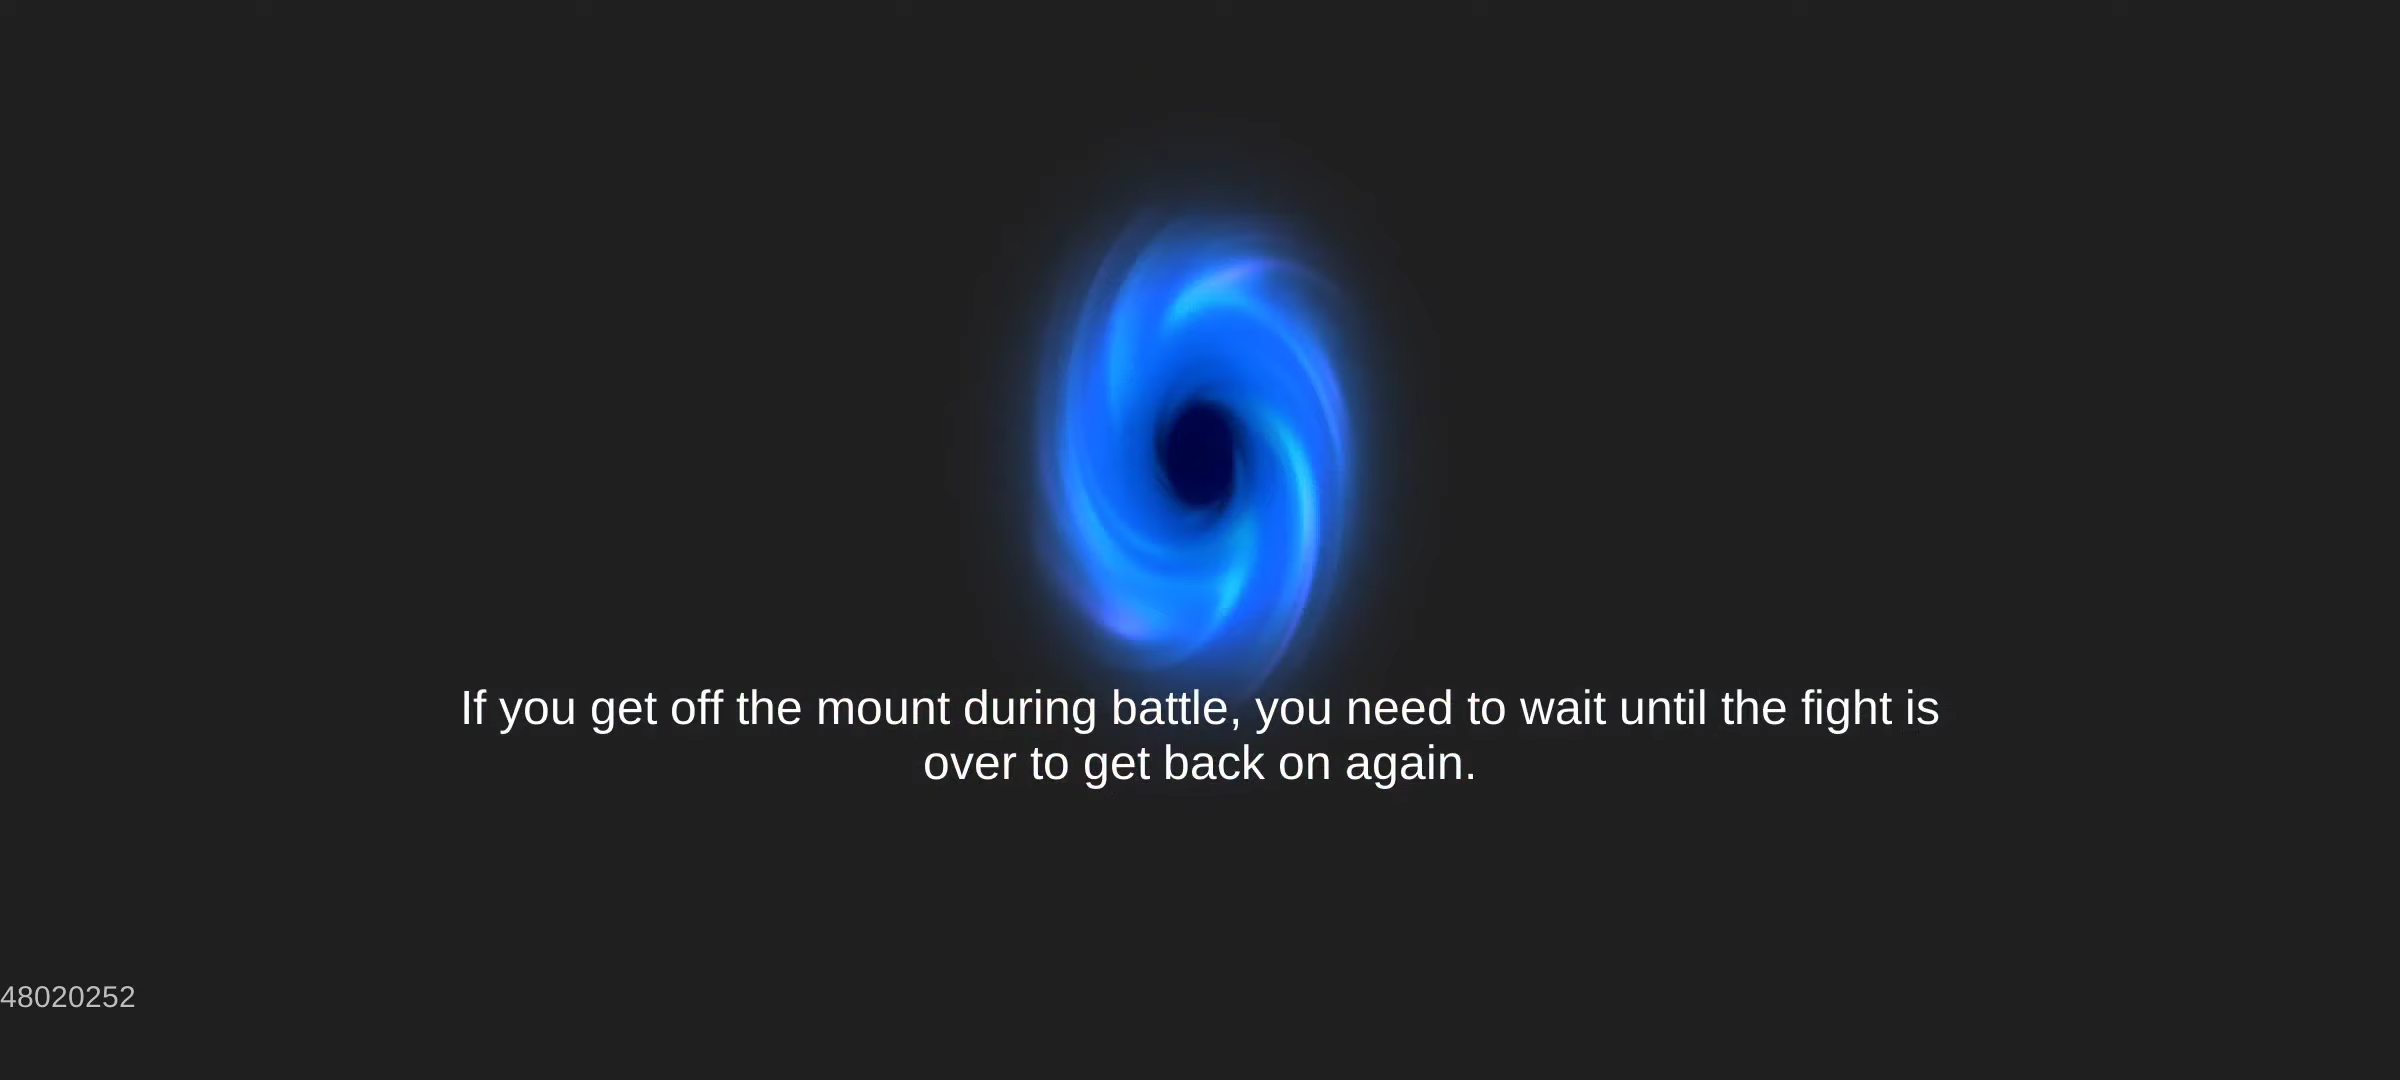 If you get off the mount during battle, you need to wait until the fight is
over to get back on again.
48020252